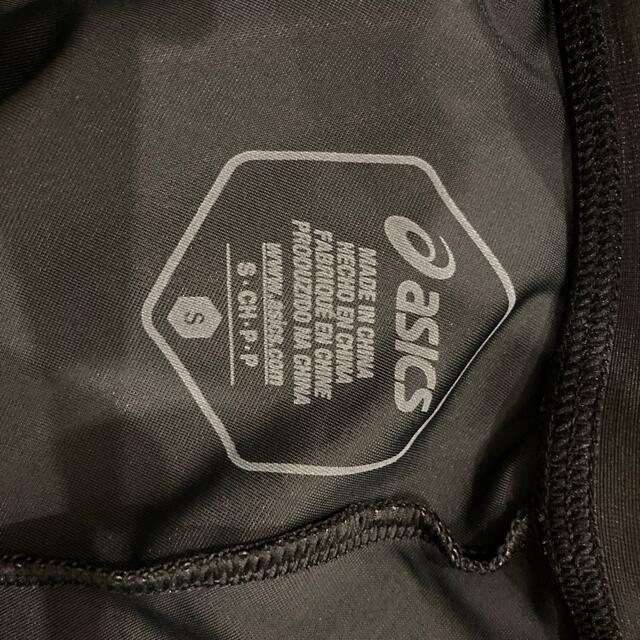 asics
MADE IN CHINA
HECHO EN CHINA
FABRIQUÉ EN CHINE
PRODUZIDO NA CHINA
www.asics.com
S・CH・P・P
S